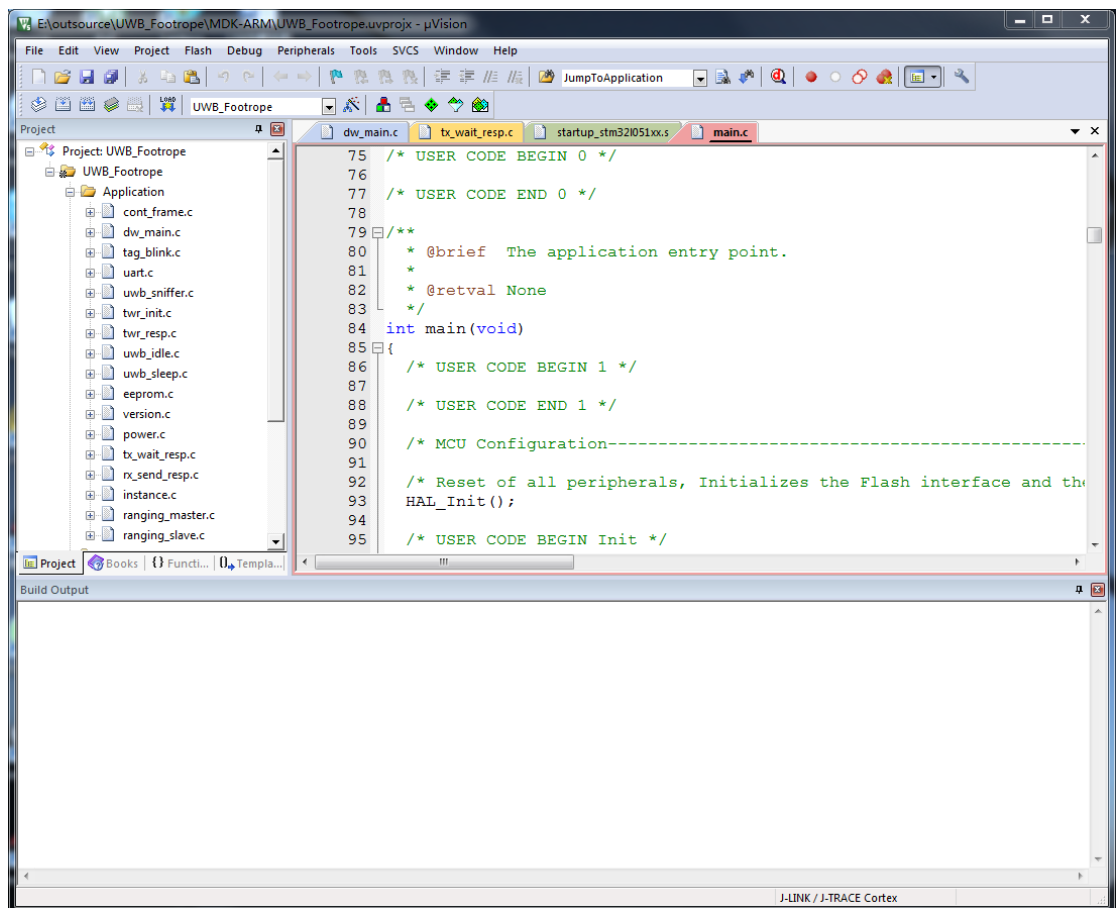 E:\outsource\UWB_Footrope\MDK-ARM\UWB_Footrope.uvprojx - µVision
File Edit View Project Flash Debug Peripherals Tools SVCS Window Help
JumpToApplication
LOAD UWB_Footrope
Project
Project: UWB_Footrope
UWB_Footrope
Application
cont_frame.c
dw_main.c
tag_blink.c
uart.c
uwb_sniffer.c
twr_init.c
twr_resp.c
uwb_idle.c
uwb_sleep.c
eeprom.c
version.c
power.c
tx_wait_resp.c
rx_send_resp.c
instance.c
ranging_master.c
ranging_slave.c
Project Books {} Functi... 0 Templa...
dw_main.c tx_wait_resp.c startup_stm32l051xx.s main.c
75 /* USER CODE BEGIN 0 */
76
77 /* USER CODE END 0 */
78
79 /**
80 * @brief The application entry point.
81 *
82 * @retval None
83 */
84 int main(void)
85 {
86 /* USER CODE BEGIN 1 */
87
88 /* USER CODE END 1 */
89
90 /* MCU Configuration--------------------------------------------------
91
92 /* Reset of all peripherals, Initializes the Flash interface and the
93 HAL_Init();
94
95 /* USER CODE BEGIN Init */
Build Output
J-LINK / J-TRACE Cortex